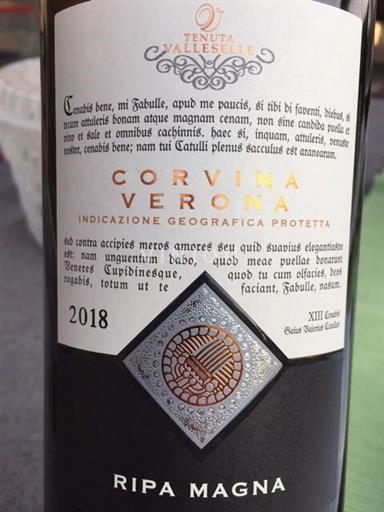 TENUTA
VALLESELLE
Cenabis bene, mi Fabulle, apud me paucis, si tibi di faventi, diebus, si
tecum attuleris bonam atque magnam cenam, non sine candida puella et
vino et sale et omnibus cachinnis. haec si, inquam, attuleris, venuste
noster, cenabis bene; nam tui Catulli plenus sacculus est aranearum.
CORVINA
VERONA
INDICAZIONE GEOGRAFICA PROTETTA
sed contra accipies meros amores seu quid suavius elegantiusve
est: nam unguentum dabo, quod meae puellae donarunt
Veneres Cupidinesque, quod tu cum olfacies, deos
rogabis, totum ut te faciant, Fabulle, nasum.
2018
XIII Cenabis
Gaius Valerius Catullus
RIPA MAGNA